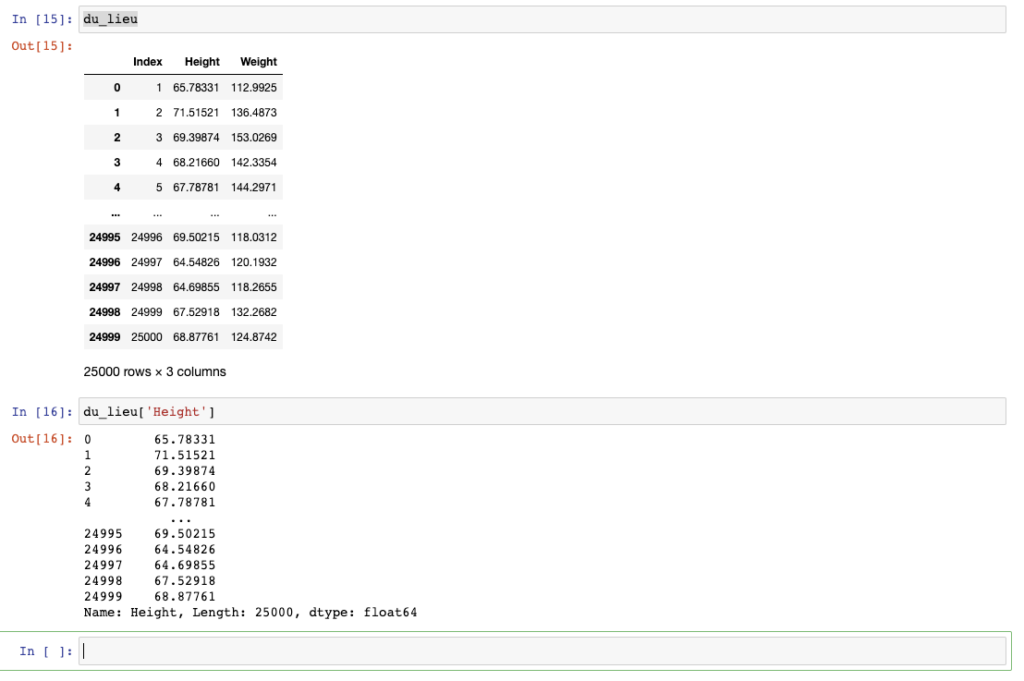 In [15]: du_lieu
Out[15]:
Index Height Weight
0 1 65.78331 112.9925
1 2 71.51521 136.4873
2 3 69.39874 153.0269
3 4 68.21660 142.3354
4 5 67.78781 144.2971
... ... ... ...
24995 24996 69.50215 118.0312
24996 24997 64.54826 120.1932
24997 24998 64.69855 118.2655
24998 24999 67.52918 132.2682
24999 25000 68.87761 124.8742
25000 rows × 3 columns
In [16]: du_lieu['Height']
Out[16]: 0 65.78331
1 71.51521
2 69.39874
3 68.21660
4 67.78781
...
24995 69.50215
24996 64.54826
24997 64.69855
24998 67.52918
24999 68.87761
Name: Height, Length: 25000, dtype: float64
In [ ]: